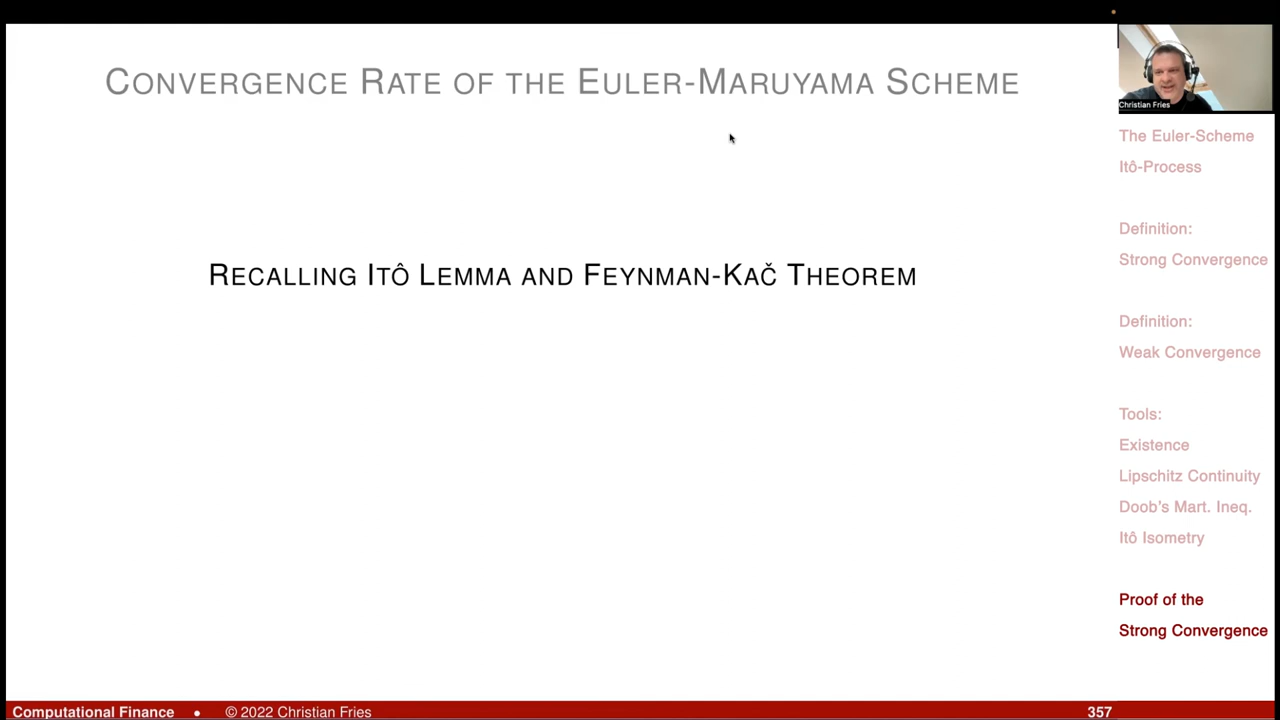 CONVERGENCE RATE OF THE EULER-MARUYAMA SCHEME
Christian Fries
The Euler-Scheme
Itô-Process
Definition:
Strong Convergence
RECALLING ITÔ LEMMA AND FEYNMAN-KAČ THEOREM
Definition:
Weak Convergence
Tools:
Existence
Lipschitz Continuity
Doob's Mart. Ineq.
Itô Isometry
Proof of the
Strong Convergence
Computational Finance • © 2022 Christian Fries 357